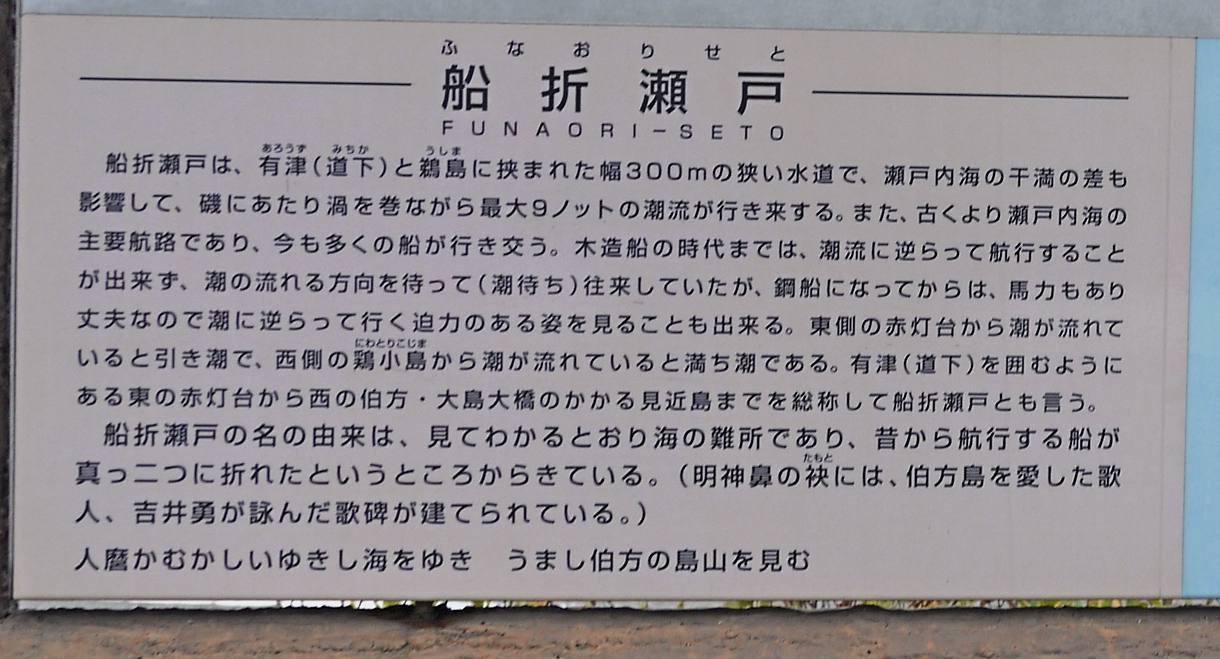 ふなおりせと
船折瀬戸
FUNAORI-SETO
あろうず みちか うしま
船折瀬戸は、有津(道下)と鵜島に挟まれた幅300mの狭い水道で、瀬戸内海の干満の差も
影響して、磯にあたり渦を巻ながら最大9ノットの潮流が行き来する。また、古くより瀬戸内海の
主要航路であり、今も多くの船が行き交う。木造船の時代までは、潮流に逆らって航行すること
が出来ず、潮の流れる方向を待って(潮待ち)往来していたが、鋼船になってからは、馬力もあり
丈夫なので潮に逆らって行く迫力のある姿を見ることも出来る。東側の赤灯台から潮が流れて
にわとりこじま
いると引き潮で、西側の鶏小島から潮が流れていると満ち潮である。有津(道下)を囲むように
ある東の赤灯台から西の伯方・大島大橋のかかる見近島までを総称して船折瀬戸とも言う。
船折瀬戸の名の由来は、見てわかるとおり海の難所であり、昔から航行する船が
たもと
真っ二つに折れたというところからきている。(明神鼻の袂には、伯方島を愛した歌
人、吉井勇が詠んだ歌碑が建てられている。)
人麿かむかしいゆきし海をゆき うまし伯方の島山を見む